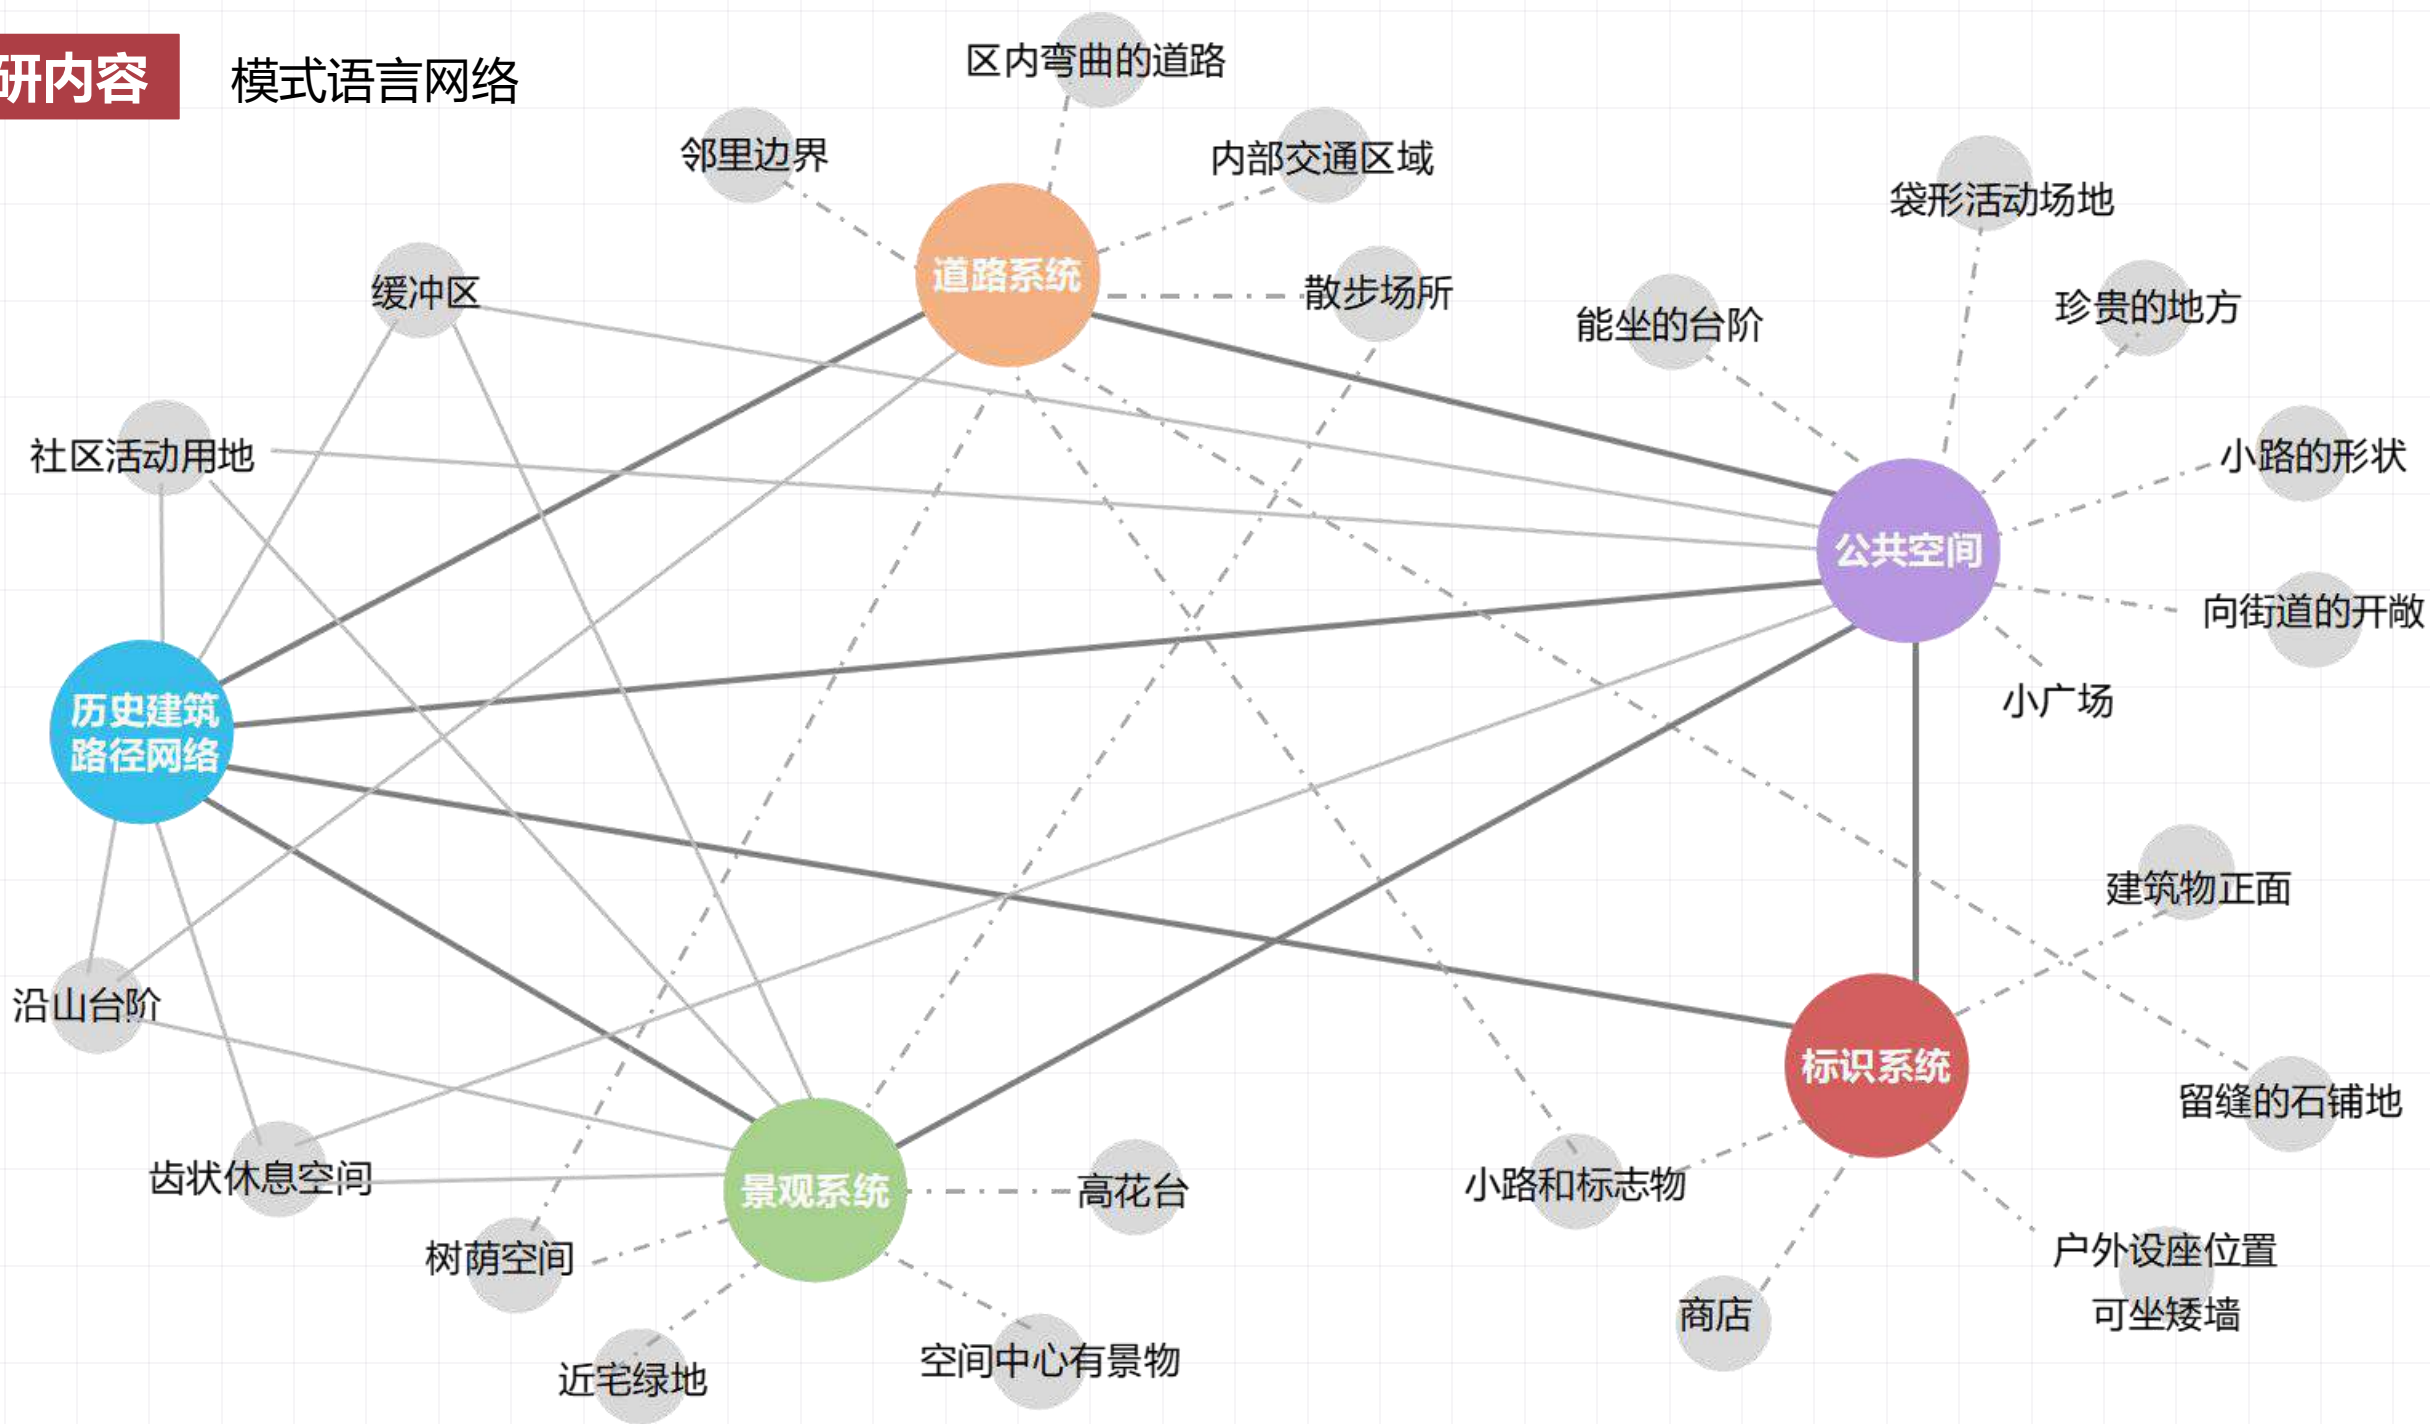 研内容
模式语言网络
区内弯曲的道路
邻里边界
内部交通区域
袋形活动场地
道路系统
缓冲区
散步场所
能坐的台阶
珍贵的地方
社区活动用地
小路的形状
公共空间
向街道的开敞
小广场
历史建筑
路径网络
建筑物正面
沿山台阶
标识系统
留缝的石铺地
齿状休息空间
景观系统
高花台
小路和标志物
树荫空间
户外设座位置
可坐矮墙
商店
近宅绿地
空间中心有景物